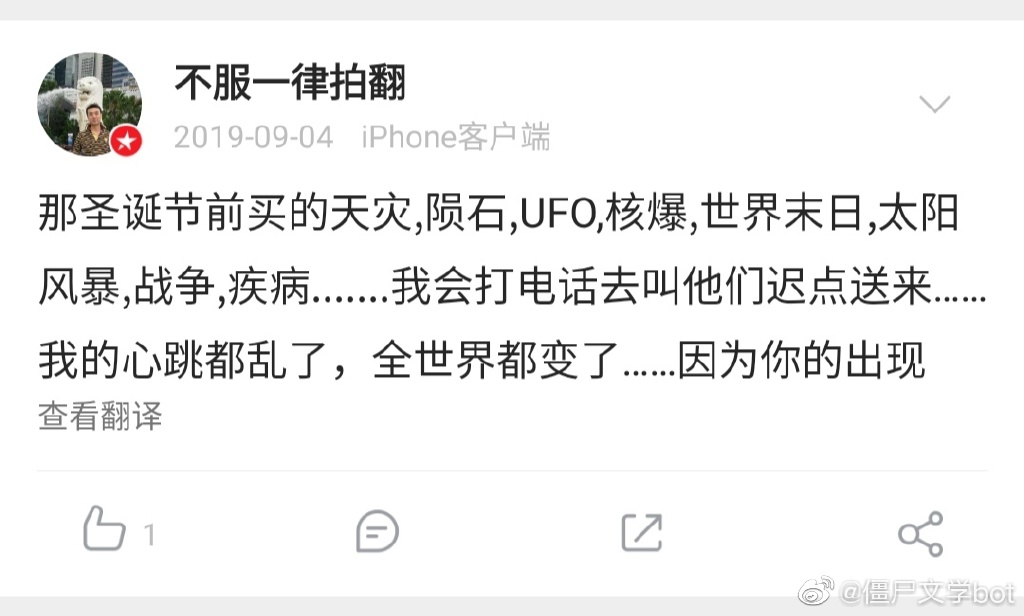 不服一律拍翻
2019-09-04 iPhone客户端
那圣诞节前买的天灾,陨石,UFO,核爆,世界末日,太阳
风暴,战争,疾病.......我会打电话去叫他们迟点送来……
我的心跳都乱了，全世界都变了……因为你的出现
查看翻译
1
@僵尸文学bot